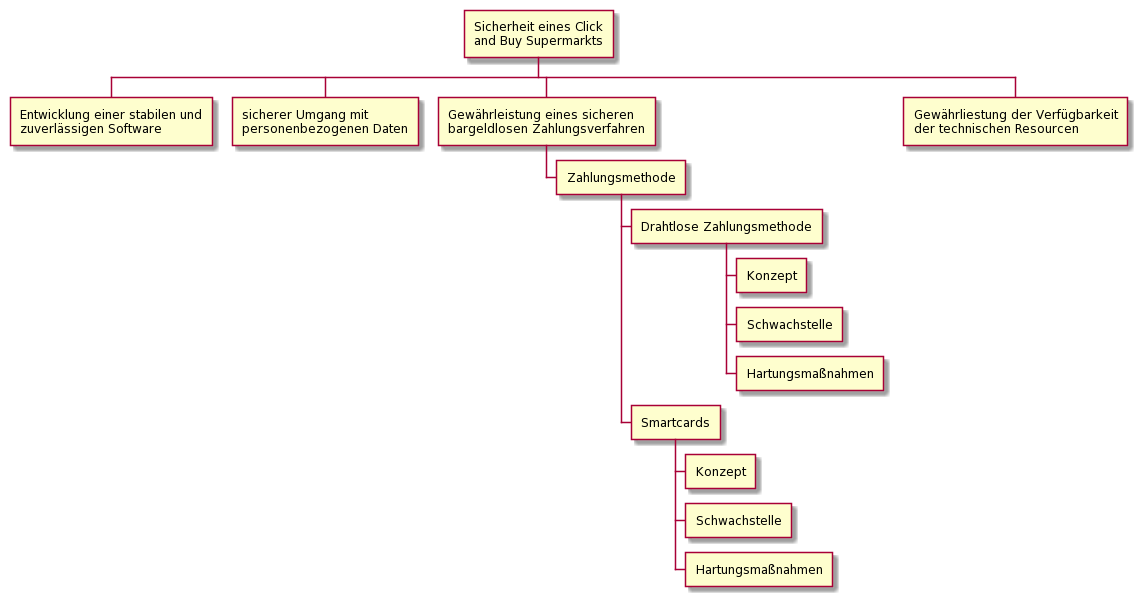 Sicherheit eines Click
and Buy Supermarkts
Entwicklung einer stabilen und
zuverlässigen Software
sicherer Umgang mit
personenbezogenen Daten
Gewährleistung eines sicheren
bargeldlosen Zahlungsverfahren
Gewährliestung der Verfügbarkeit
der technischen Resourcen
Zahlungsmethode
Drahtlose Zahlungsmethode
Konzept
Schwachstelle
Hartungsmaßnahmen
Smartcards
Konzept
Schwachstelle
Hartungsmaßnahmen